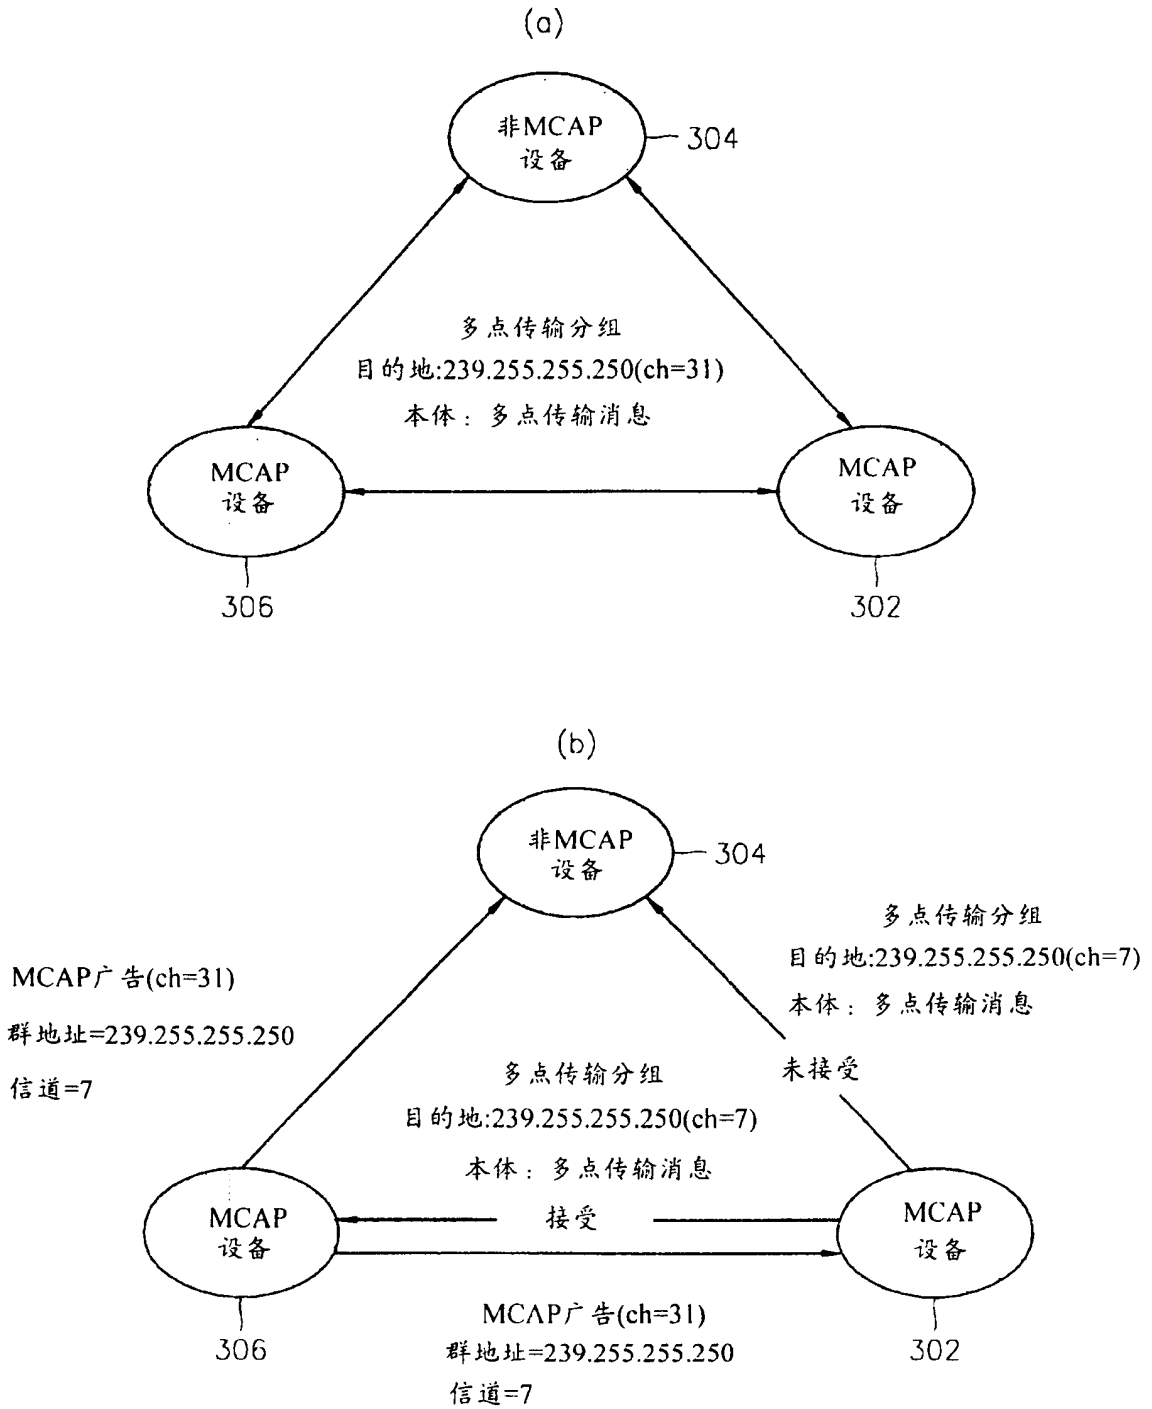 (a)
非MCAP
设备
304
多点传输分组
目的地:239.255.255.250(ch=31)
本体：多点传输消息
MCAP
设备
MCAP
设备
306
302
(b)
非MCAP
设备
304
多点传输分组
目的地:239.255.255.250(ch=7)
本体：多点传输消息
MCAP广告(ch=31)
群地址=239.255.255.250
信道=7
未接受
多点传输分组
目的地:239.255.255.250(ch=7)
本体：多点传输消息
接受
MCAP
设备
MCAP
设备
306
302
MCAP广告(ch=31)
群地址=239.255.255.250
信道=7